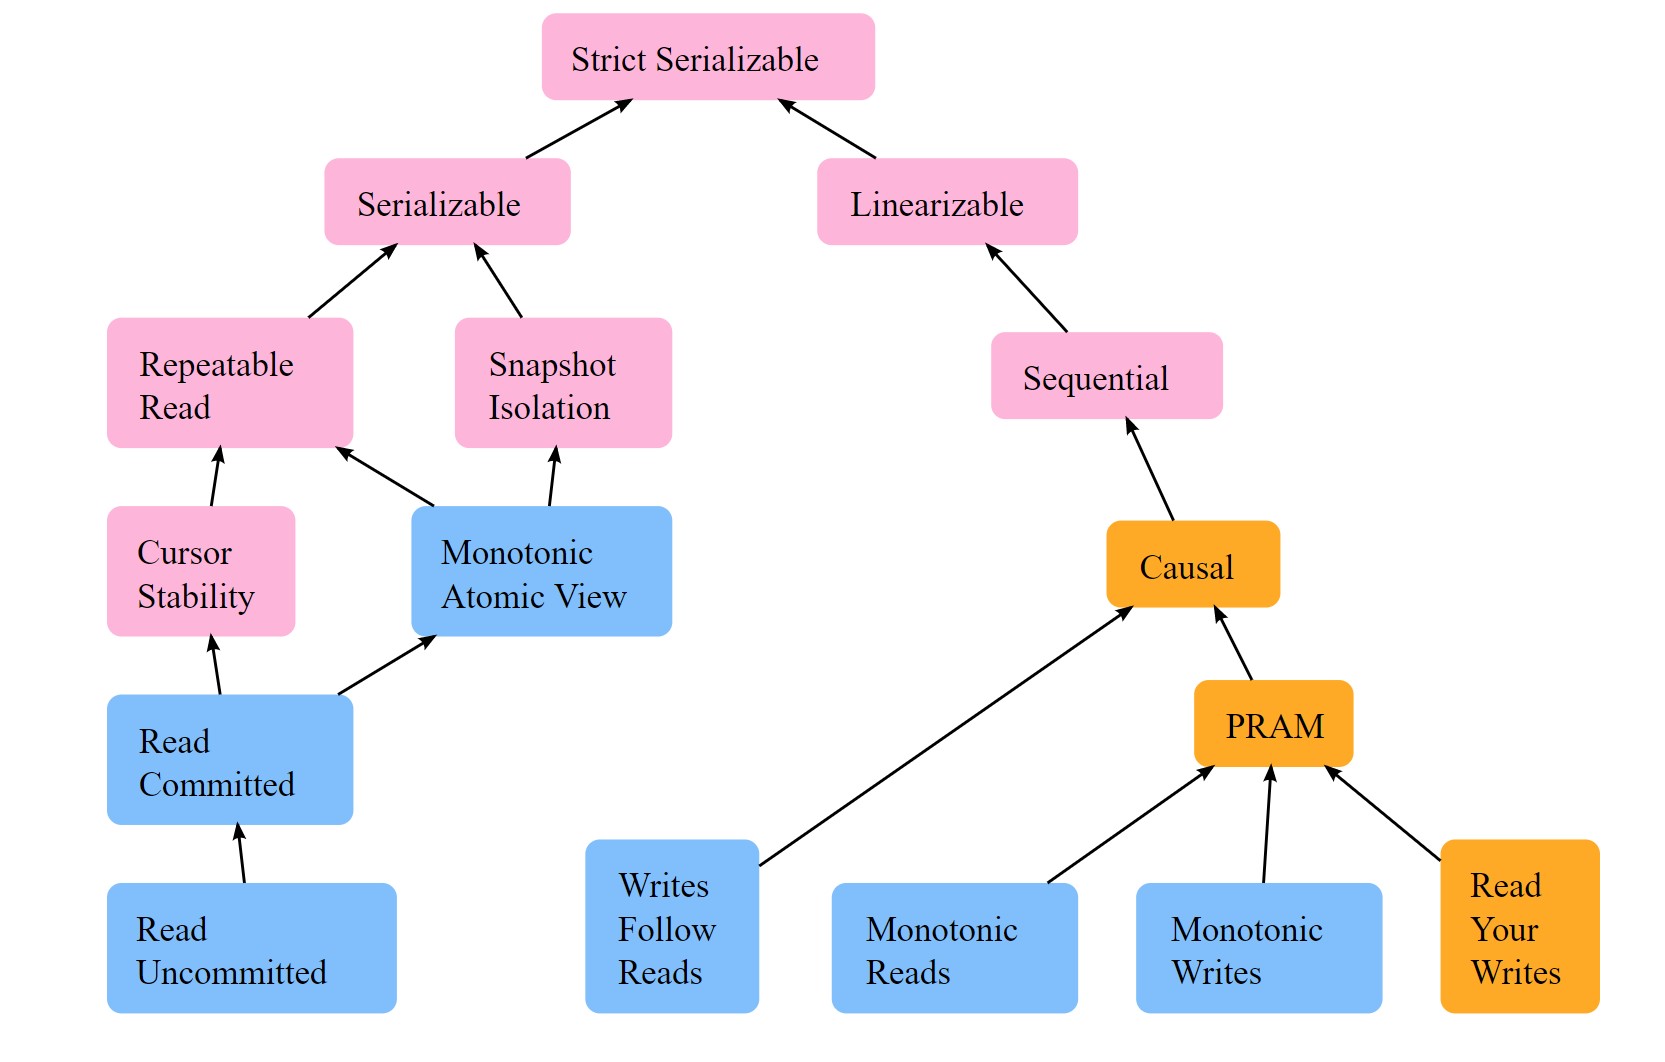 Strict Serializable
Serializable
Linearizable
Repeatable
Read
Snapshot
Isolation
Sequential
Cursor
Stability
Monotonic
Atomic View
Causal
Read
Committed
PRAM
Writes
Follow
Reads
Monotonic
Reads
Monotonic
Writes
Read
Your
Writes
Read
Uncommitted